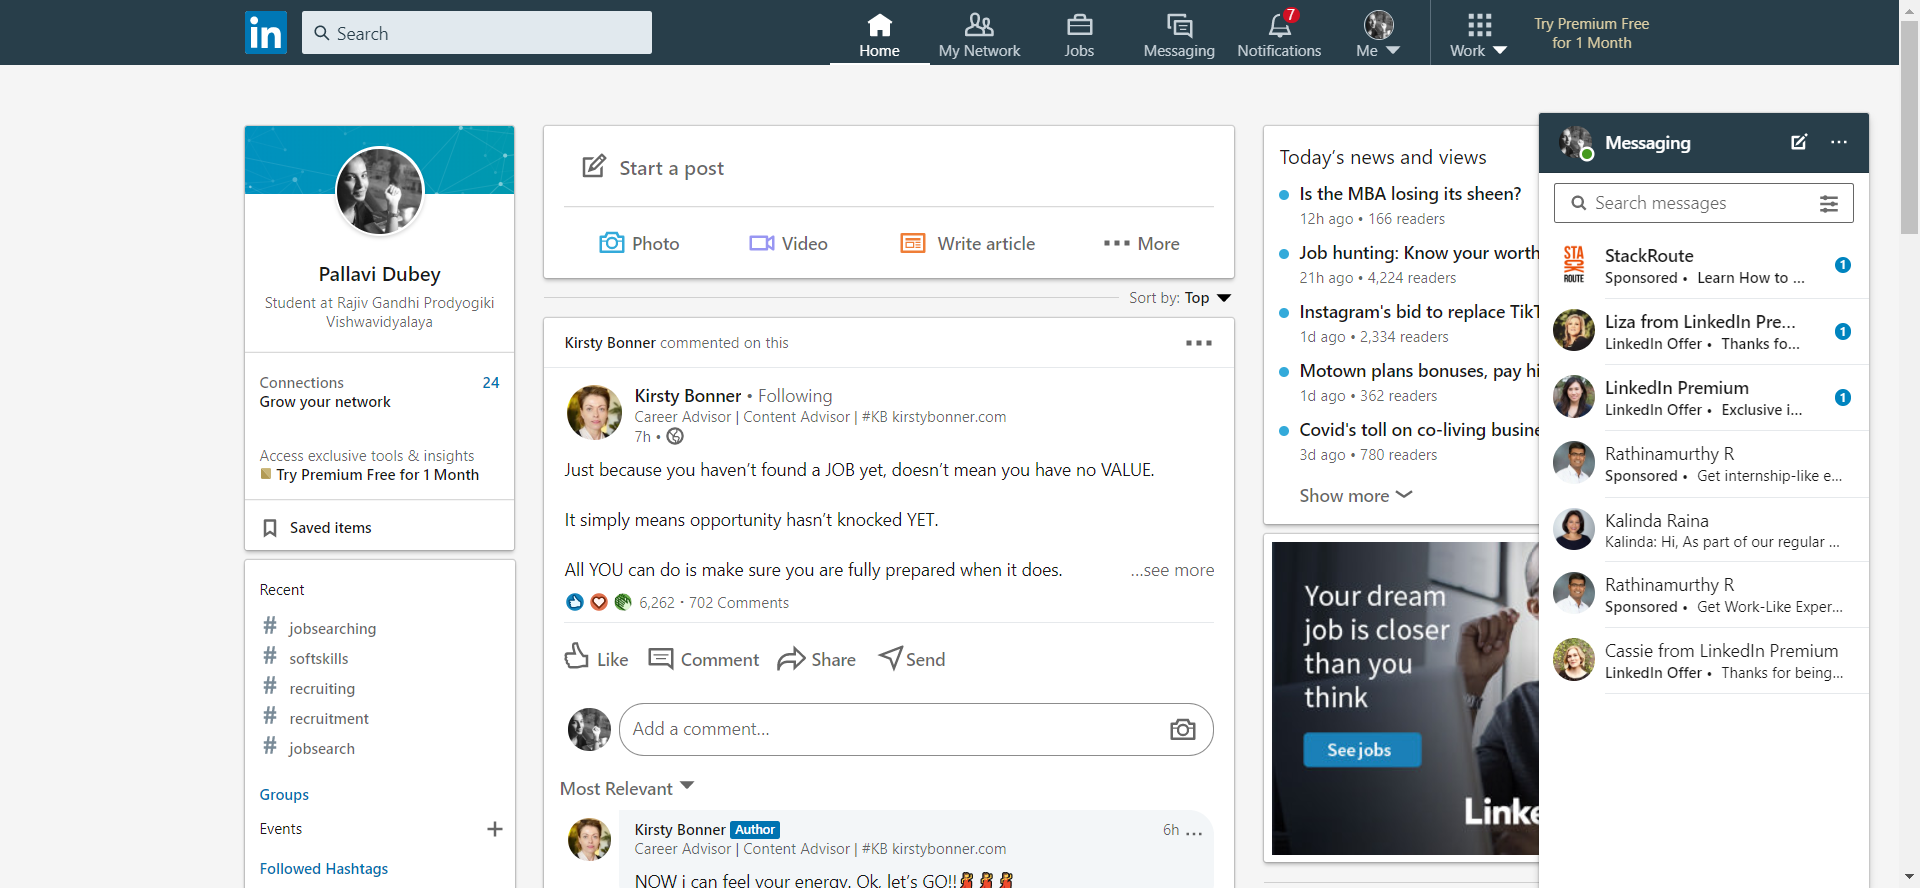 in
Search
Home
My Network
Jobs
Messaging
7
Notifications
Me
Work
Try Premium Free
for 1 Month
Pallavi Dubey
Student at Rajiv Gandhi Prodyogiki
Vishwavidyalaya
Connections 24
Grow your network
Access exclusive tools & insights
Try Premium Free for 1 Month
Saved items
Recent
# jobsearching
# softskills
# recruiting
# recruitment
# jobsearch
Groups
Events
Followed Hashtags
Start a post
Photo
Video
Write article
More
Sort by: Top
Kirsty Bonner commented on this
Kirsty Bonner • Following
Career Advisor | Content Advisor | #KB kirstybonner.com
7h •
Just because you haven't found a JOB yet, doesn't mean you have no VALUE.
It simply means opportunity hasn't knocked YET.
All YOU can do is make sure you are fully prepared when it does. ...see more
6,262 · 702 Comments
Like
Comment
Share
Send
Add a comment...
Most Relevant
Kirsty Bonner Author 6h ...
Career Advisor | Content Advisor | #KB kirstybonner.com
NOW i can feel your energy. Ok, let's GO!!💃💃💃
Today's news and views
Is the MBA losing its sheen?
12h ago • 166 readers
Job hunting: Know your worth
21h ago • 4,224 readers
Instagram's bid to replace TikT
1d ago • 2,334 readers
Motown plans bonuses, pay hi
1d ago • 362 readers
Covid's toll on co-living busine
3d ago • 780 readers
Show more
Your dream
job is closer
than you
think
See jobs
Linke
Messaging
Search messages
STACKROUTE
StackRoute 1
Sponsored • Learn How to ...
Liza from LinkedIn Pre... 1
LinkedIn Offer • Thanks fo...
LinkedIn Premium 1
LinkedIn Offer • Exclusive i...
Rathinamurthy R
Sponsored • Get internship-like e...
Kalinda Raina
Kalinda: Hi, As part of our regular ...
Rathinamurthy R
Sponsored • Get Work-Like Exper...
Cassie from LinkedIn Premium
LinkedIn Offer • Thanks for being...